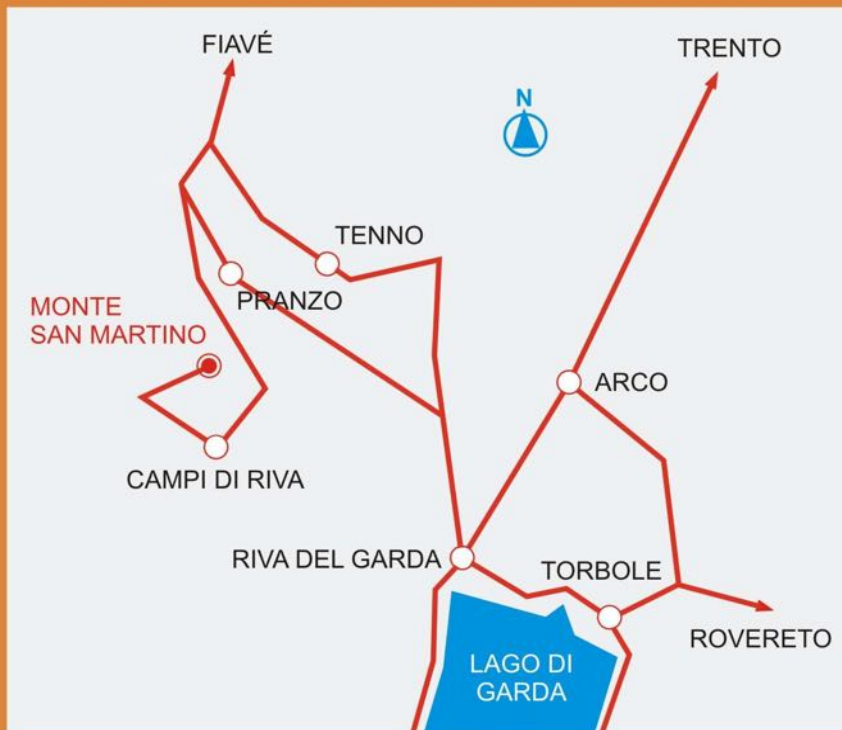 FIAVÉ
TRENTO
N
TENNO
PRANZO
MONTE
SAN MARTINO
ARCO
CAMPI DI RIVA
RIVA DEL GARDA
TORBOLE
ROVERETO
LAGO DI
GARDA